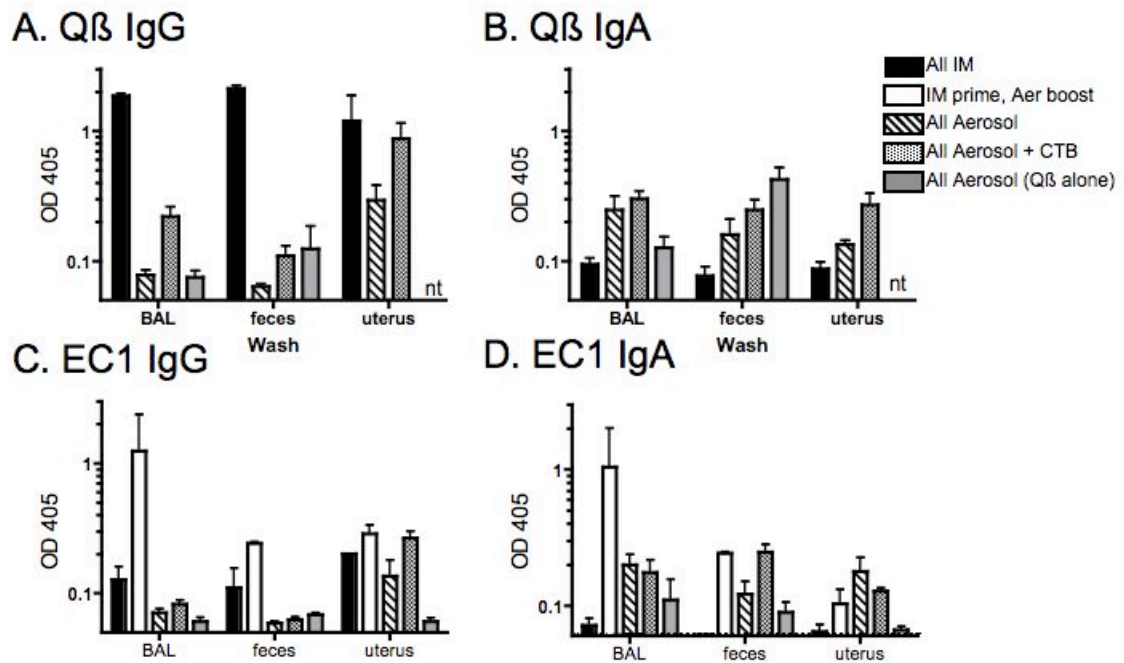 A. Qß IgG
1
0.1
OD 405
nt
BAL feces uterus
Wash
B. Qß IgA
1
0.1
OD 405
nt
BAL feces uterus
Wash
All IM
IM prime, Aer boost
All Aerosol
All Aerosol + CTB
All Aerosol (Qß alone)
C. EC1 IgG
1
0.1
OD 405
BAL feces uterus
D. EC1 IgA
1
0.1
OD 405
BAL feces uterus